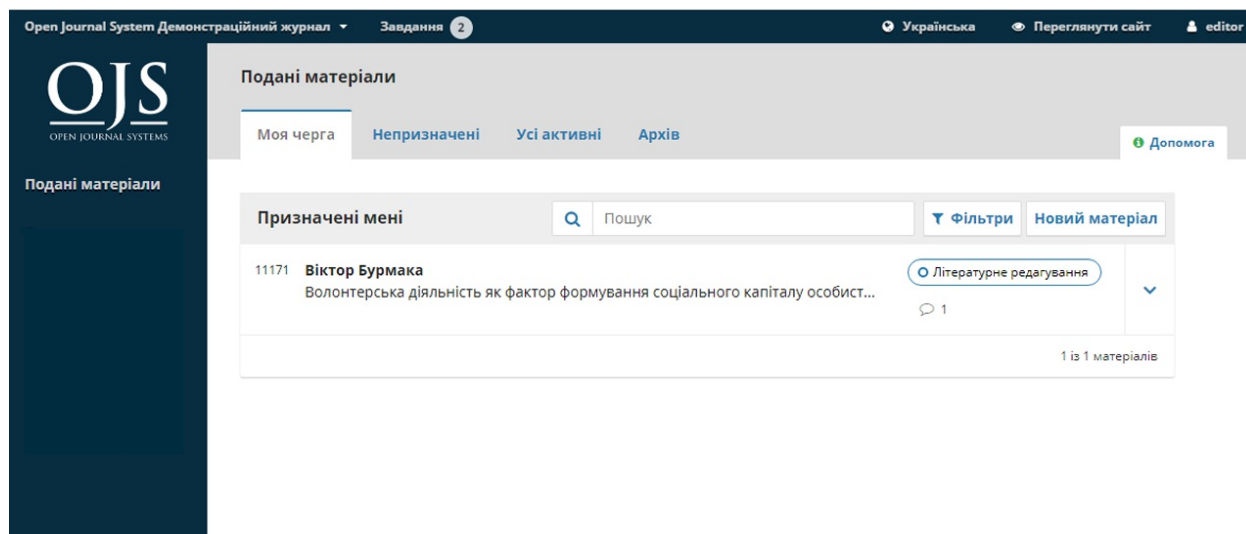 Open Journal System Демонстраційний журнал Завдання 2 Українська Переглянути сайт editor
OJS
OPEN JOURNAL SYSTEMS
Подані матеріали
Подані матеріали
Моя черга Непризначені Усі активні Архів
Допомога
Призначені мені Пошук Фільтри Новий матеріал
11171 Віктор Бурмака Літературне редагування
Волонтерська діяльність як фактор формування соціального капіталу особист...
1
1 із 1 матеріалів